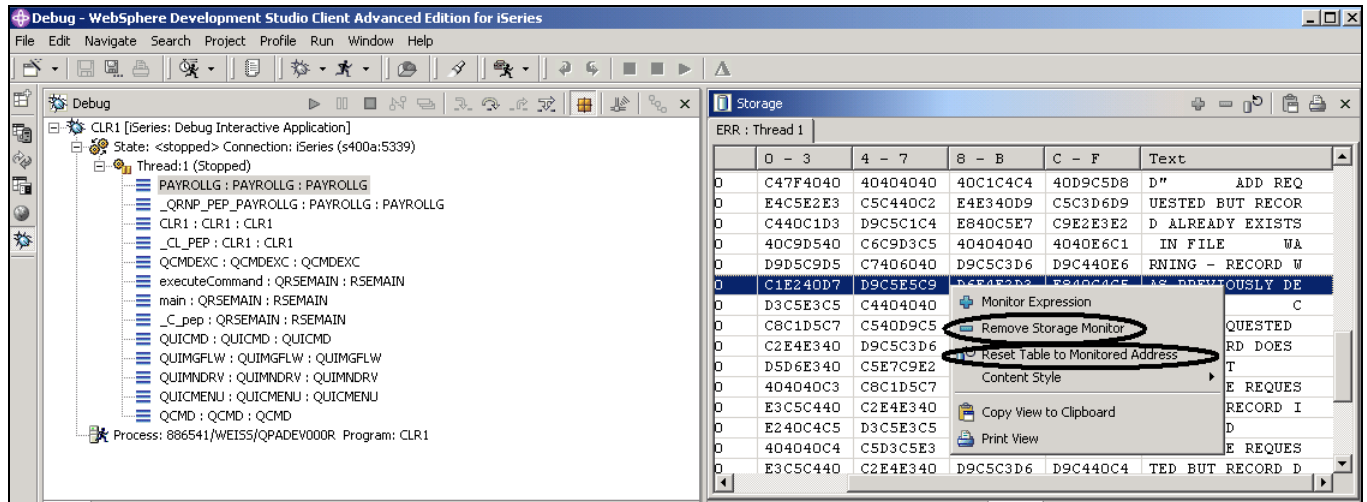 Debug - WebSphere Development Studio Client Advanced Edition for iSeries
File Edit Navigate Search Project Profile Run Window Help
Debug
CLR1 [iSeries: Debug Interactive Application]
State: <stopped> Connection: iSeries (s400a:5339)
Thread:1 (Stopped)
PAYROLLG : PAYROLLG : PAYROLLG
_QRNP_PEP_PAYROLLG : PAYROLLG : PAYROLLG
CLR1 : CLR1 : CLR1
_CL_PEP : CLR1 : CLR1
QCMDEXC : QCMDEXC : QCMDEXC
executeCommand : QRSEMAIN : RSEMAIN
main : QRSEMAIN : RSEMAIN
_C_pep : QRSEMAIN : RSEMAIN
QUICMD : QUICMD : QUICMD
QUIMGFLW : QUIMGFLW : QUIMGFLW
QUIMNDRV : QUIMNDRV : QUIMNDRV
QUICMENU : QUICMENU : QUICMENU
QCMD : QCMD : QCMD
Process: 886541/WEISS/QPADEV000R Program: CLR1
Storage
ERR : Thread 1
0 - 3 4 - 7 8 - B C - F Text
C47F4040 40404040 40C1C4C4 40D9C5D8 D" ADD REQ
E4C5E2E3 C5C440C2 E4E340D9 C5C3D6D9 UESTED BUT RECOR
C440C1D3 D9C5C1C4 E840C5E7 C9E2E3E2 D ALREADY EXISTS
40C9D540 C6C9D3C5 40404040 4040E6C1 IN FILE WA
D9D5C9D5 C7406040 D9C5C3D6 D9C440E6 RNING - RECORD W
C1E240D7 D9C5E5C9 D6E4E2D3 E840C4C5 AS PREVIOUSLY DE
D3C5E3C5 C4404040 C
C8C1D5C7 C540D9C5 QUESTED
C2E4E340 D9C5C3D6 RD DOES
D5D6E340 C5E7C9E2 T
404040C3 C8C1D5C7 E REQUES
E3C5C440 C2E4E340 RECORD I
E240C4C5 D3C5E3C5 D
404040C4 C5D3C5E3 E REQUES
E3C5C440 C2E4E340 D9C5C3D6 D9C440C4 TED BUT RECORD D
Monitor Expression
Remove Storage Monitor
Reset Table to Monitored Address
Content Style
Copy View to Clipboard
Print View